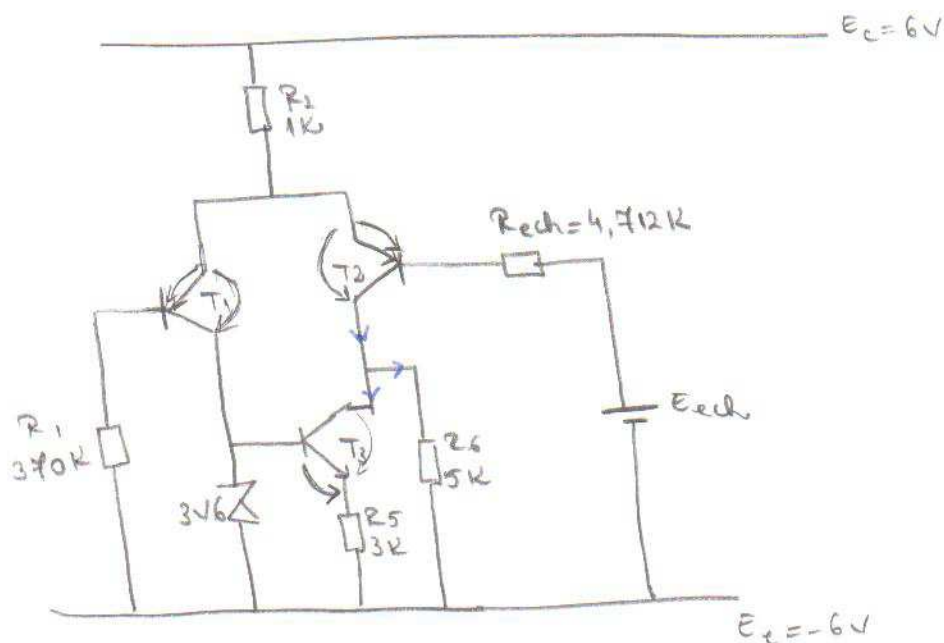 Ec = 6V
R2
1K
Rech = 4,712K
T1
T2
R1
370K
3V6
T3
R5
3K
R6
5K
Eech
Ee = -6V